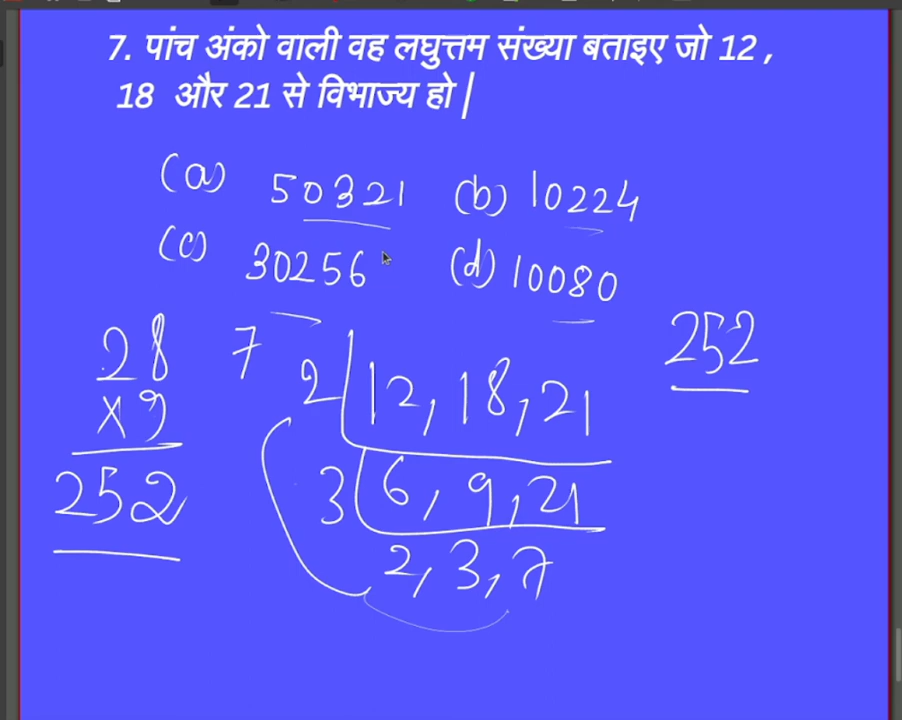 7. पांच अंको वाली वह लघुत्तम संख्या बताइए जो 12 ,
18 और 21 से विभाज्य हो |
(a) 50321 (b) 10224
(c) 30256 (d) 10080
28 7 2 12, 18, 21 252
x 9
252 3 6, 9, 21
2, 3, 7